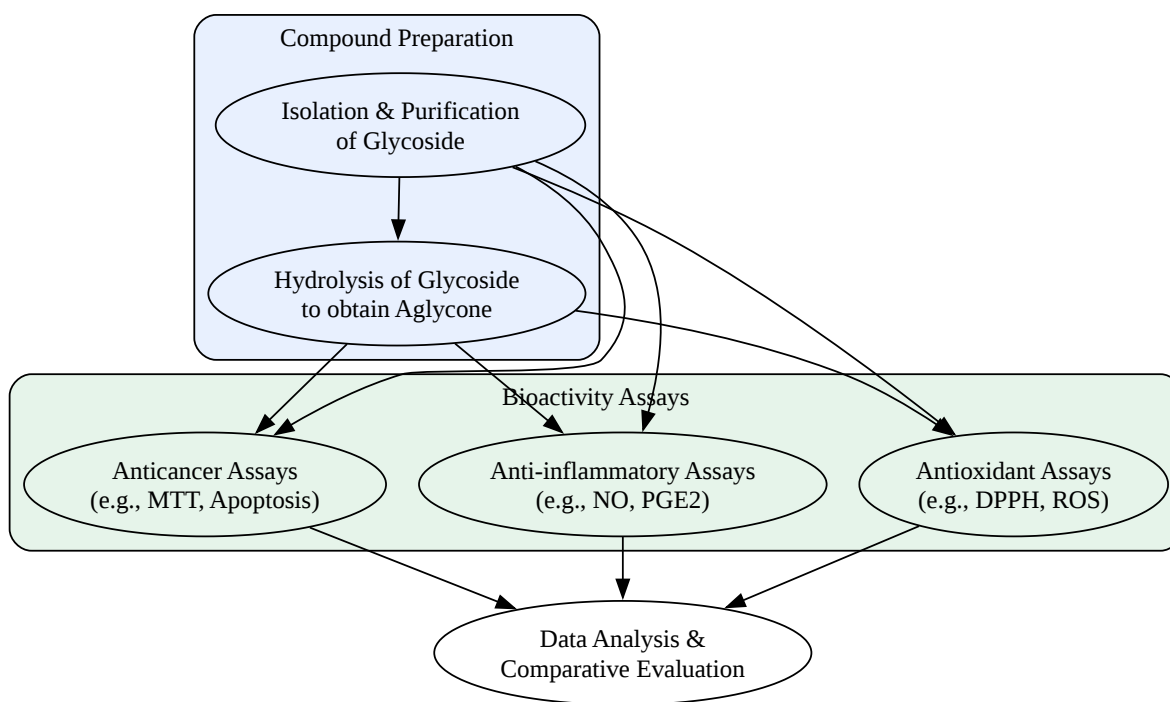 Compound Preparation
Isolation & Purification
of Glycoside
Hydrolysis of Glycoside
to obtain Aglycone
Bioactivity Assays
Anticancer Assays
(e.g., MTT, Apoptosis)
Anti-inflammatory Assays
(e.g., NO, PGE2)
Antioxidant Assays
(e.g., DPPH, ROS)
Data Analysis &
Comparative Evaluation